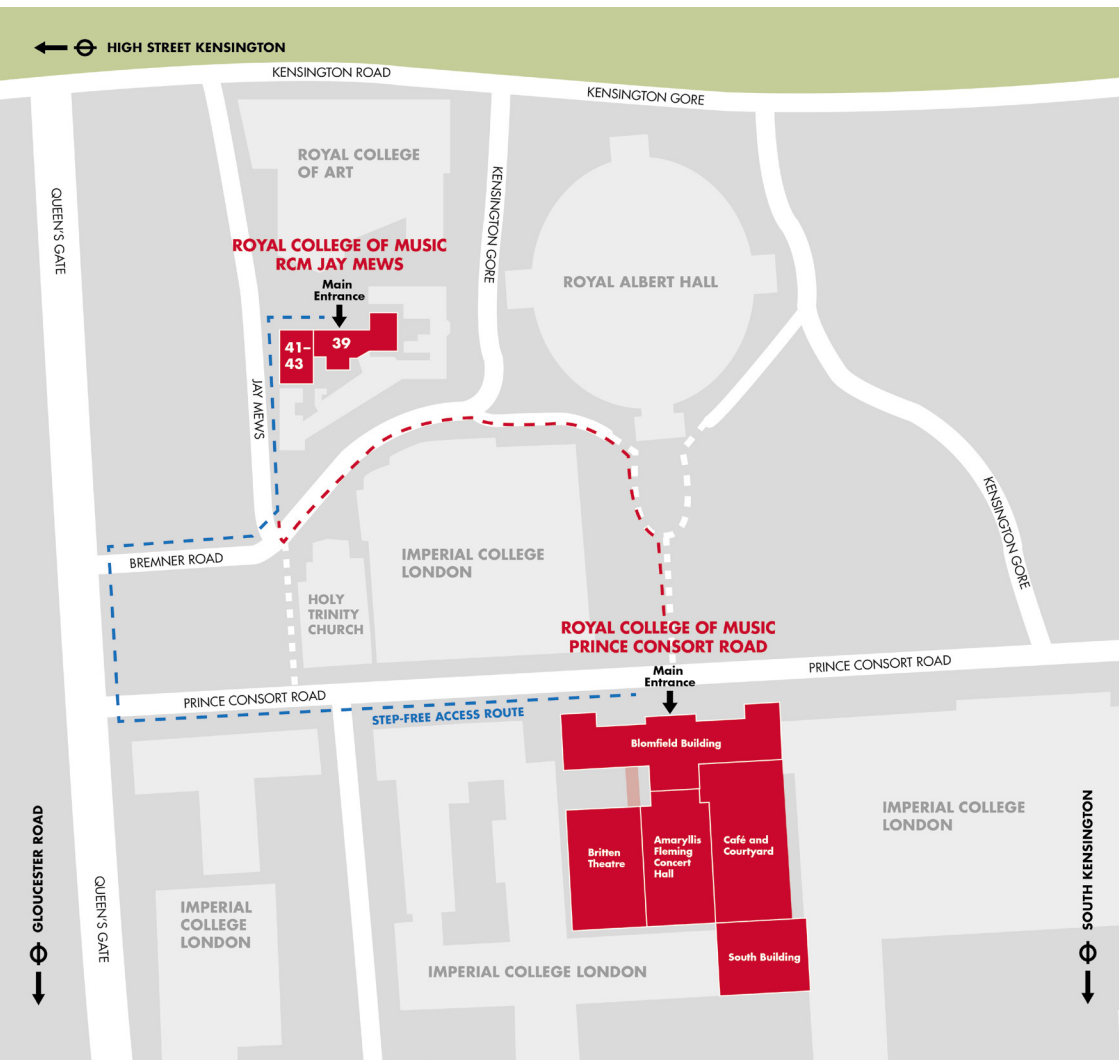 HIGH STREET KENSINGTON
KENSINGTON ROAD
KENSINGTON GORE
ROYAL COLLEGE
OF ART
KENSINGTON GORE
QUEEN'S GATE
ROYAL COLLEGE OF MUSIC
RCM JAY MEWS
Main
Entrance
ROYAL ALBERT HALL
41–
43
39
JAY MEWS
KENSINGTON GORE
BREMNER ROAD
IMPERIAL COLLEGE
LONDON
HOLY
TRINITY
CHURCH
ROYAL COLLEGE OF MUSIC
PRINCE CONSORT ROAD
Main
Entrance
PRINCE CONSORT ROAD
PRINCE CONSORT ROAD
STEP-FREE ACCESS ROUTE
Blomfield Building
GLOUCESTER ROAD
QUEEN'S GATE
IMPERIAL
COLLEGE
LONDON
Britten
Theatre
Amaryllis
Fleming
Concert
Hall
Café and
Courtyard
IMPERIAL COLLEGE
LONDON
SOUTH KENSINGTON
IMPERIAL COLLEGE LONDON
South Building